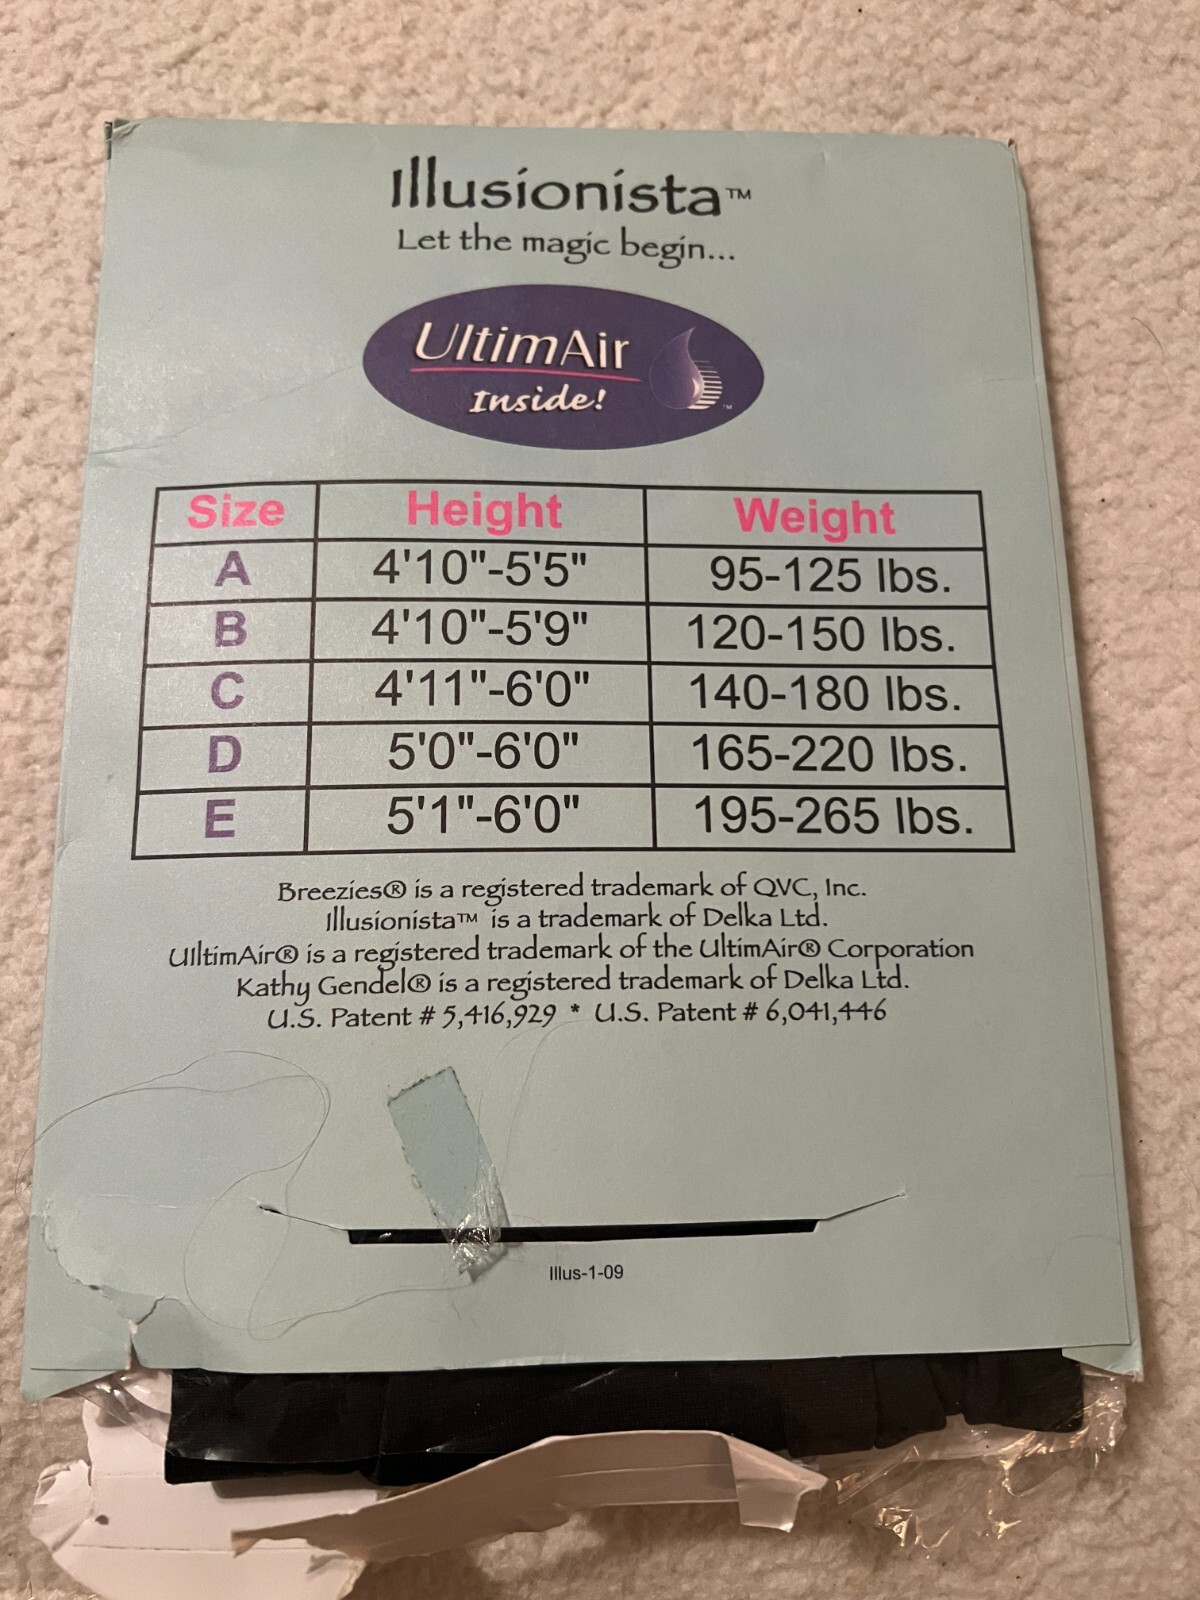 Illusionista™
Let the magic begin...
UltimAir
Inside!
™
Size Height Weight
A 4'10"-5'5" 95-125 lbs.
B 4'10"-5'9" 120-150 lbs.
C 4'11"-6'0" 140-180 lbs.
D 5'0"-6'0" 165-220 lbs.
E 5'1"-6'0" 195-265 lbs.
Breezies® is a registered trademark of QVC, Inc.
Illusionista™ is a trademark of Delka Ltd.
UlltimAir® is a registered trademark of the UltimAir® Corporation
Kathy Gendel® is a registered trademark of Delka Ltd.
U.S. Patent # 5,416,929 * U.S. Patent # 6,041,446
Illus-1-09